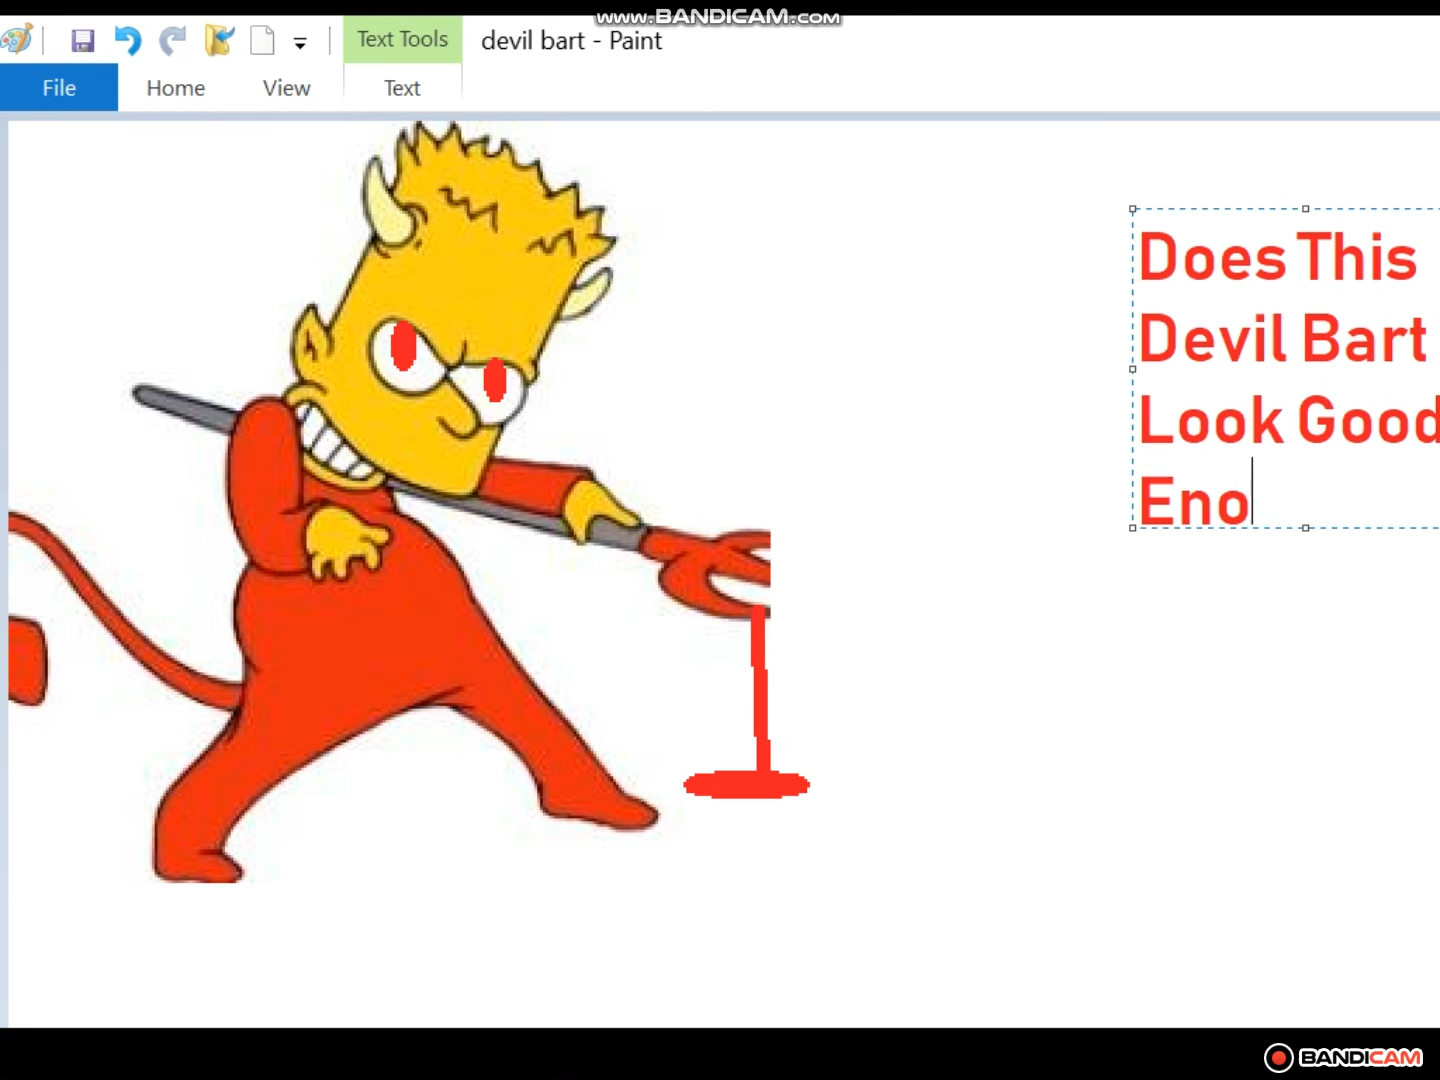 www.BANDICAM.com
Text Tools
devil bart - Paint
File
Home
View
Text
Does This
Devil Bart
Look Good
Eno
BANDICAM